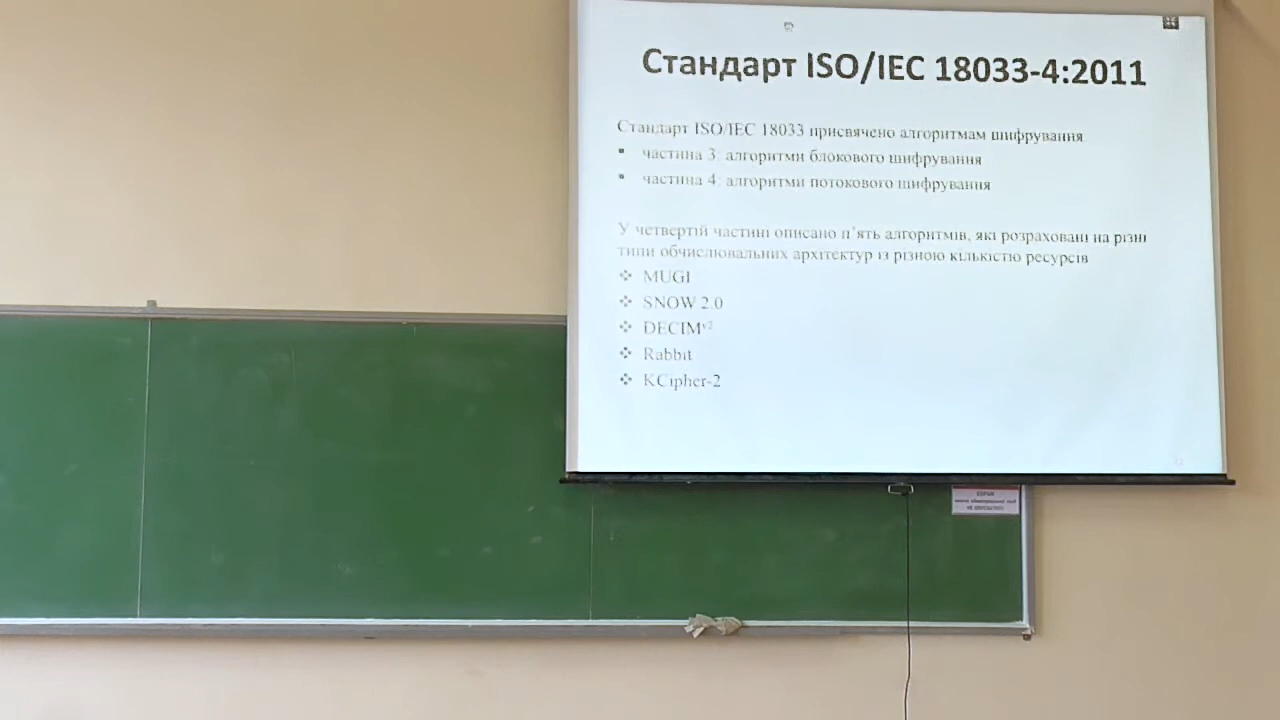 Стандарт ISO/IEC 18033-4:2011
Стандарт ISO/IEC 18033 присвячено алгоритмам шифрування
▪ частина 3: алгоритми блокового шифрування
▪ частина 4: алгоритми потокового шифрування
У четвертій частині описано п'ять алгоритмів, які розраховані на різні
типи обчислювальних архітектур із різною кількістю ресурсів
❖ MUGI
❖ SNOW 2.0
❖ DECIMv2
❖ Rabbit
❖ KCipher-2